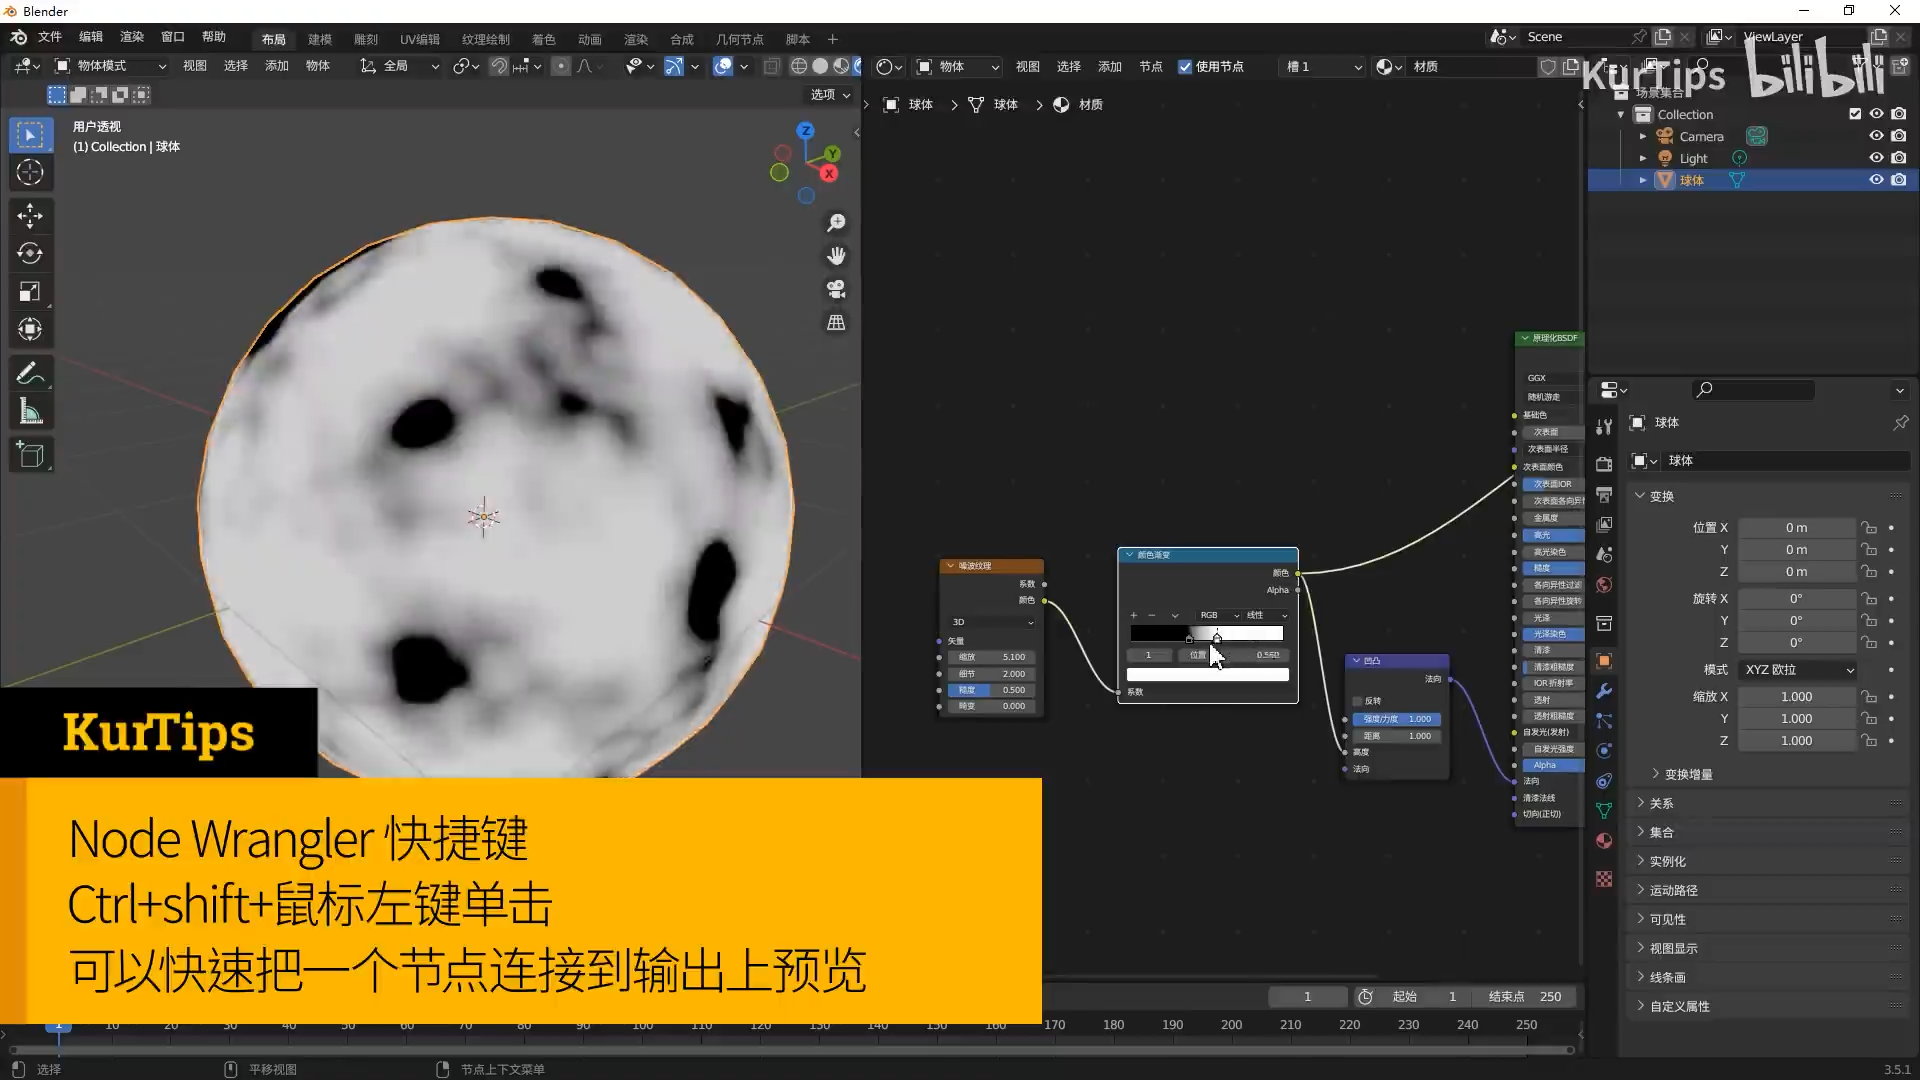 Blender
文件 编辑 渲染 窗口 帮助 布局 建模 雕刻 UV编辑 纹理绘制 着色 动画 渲染 合成 几何节点 脚本 +
Scene
ViewLayer
物体模式 视图 选择 添加 物体 全局
物体 视图 选择 添加 节点 使用节点 槽 1 材质
KurTips bilibili
选项
球体 > 球体 > 材质
场景集合
Collection
Camera
Light
球体
用户透视
(1) Collection | 球体
Z
Y
X
原理化BSDF
GGX
随机游走
基础色
次表面
次表面半径
次表面颜色
次表面IOR
次表面各向异性
金属度
高光
高光染色
糙度
各向异性过滤
各向异性旋转
光泽
光泽染色
清漆
清漆粗糙度
IOR 折射率
透射
透射粗糙度
自发光(发射)
自发光强度
Alpha
法向
清漆法线
切向(正切)
噪波纹理
系数
颜色
3D
矢量
缩放 5.100
细节 2.000
糙度 0.500
畸变 0.000
颜色渐变
颜色
Alpha
+ − RGB 线性
1 位置 0.560
系数
凹凸
法向
反转
强度/力度 1.000
距离 1.000
高度
法向
球体
球体
变换
位置 X 0 m
Y 0 m
Z 0 m
旋转 X 0°
Y 0°
Z 0°
模式 XYZ 欧拉
缩放 X 1.000
Y 1.000
Z 1.000
变换增量
关系
集合
实例化
运动路径
可见性
视图显示
线条画
自定义属性
KurTips
Node Wrangler 快捷键
Ctrl+shift+鼠标左键单击
可以快速把一个节点连接到输出上预览
1 起始 1 结束点 250
1 10 20 30 40 50 60 70 80 90 100 110 120 130 140 150 160 170 180 190 200 210 220 230 240 250
选择 平移视图 节点上下文菜单
3.5.1